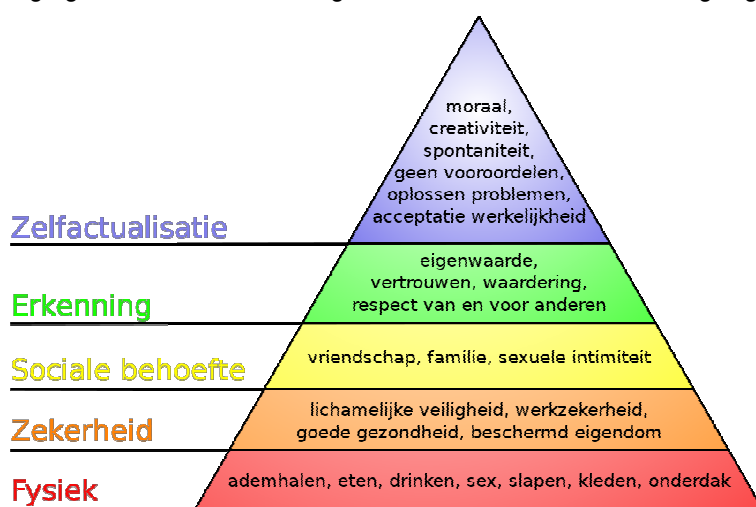 moraal,
creativiteit,
spontaniteit,
geen vooroordelen,
oplossen problemen,
acceptatie werkelijkheid
Zelfactualisatie
eigenwaarde,
vertrouwen, waardering,
respect van en voor anderen
Erkenning
vriendschap, familie, sexuele intimiteit
Sociale behoefte
lichamelijke veiligheid, werkzekerheid,
goede gezondheid, beschermd eigendom
Zekerheid
ademhalen, eten, drinken, sex, slapen, kleden, onderdak
Fysiek